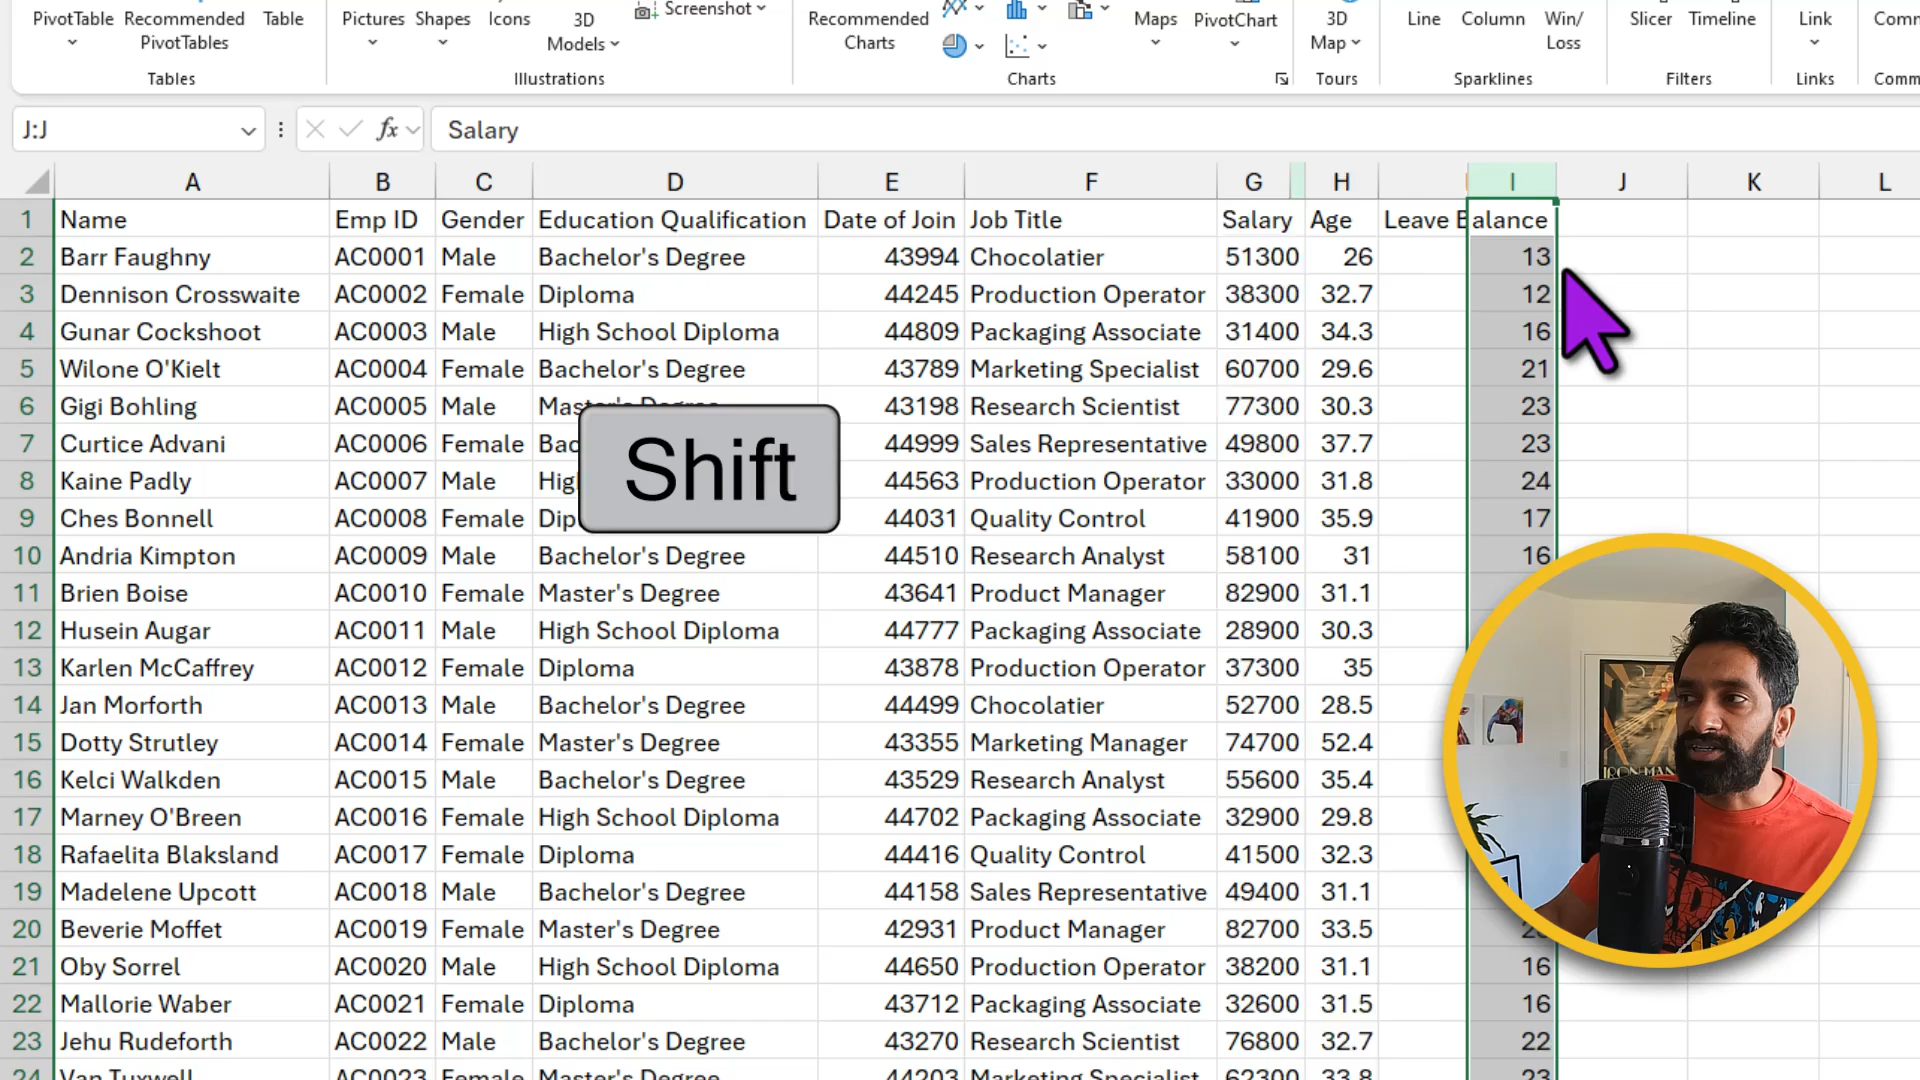 PivotTable Recommended PivotTables Table
Tables
Pictures Shapes Icons 3D Models Screenshot
Illustrations
Recommended Charts Maps PivotChart
Charts
3D Map
Tours
Line Column Win/ Loss
Sparklines
Slicer Timeline
Filters
Link
Links
J:J fx Salary
A B C D E F G H I J K L
1 Name Emp ID Gender Education Qualification Date of Join Job Title Salary Age Leave Balance
2 Barr Faughny AC0001 Male Bachelor's Degree 43994 Chocolatier 51300 26 13
3 Dennison Crosswaite AC0002 Female Diploma 44245 Production Operator 38300 32.7 12
4 Gunar Cockshoot AC0003 Male High School Diploma 44809 Packaging Associate 31400 34.3 16
5 Wilone O'Kielt AC0004 Female Bachelor's Degree 43789 Marketing Specialist 60700 29.6 21
6 Gigi Bohling AC0005 Male Master's Degree 43198 Research Scientist 77300 30.3 23
7 Curtice Advani AC0006 Female 44999 Sales Representative 49800 37.7 23
8 Kaine Padly AC0007 Male 44563 Production Operator 33000 31.8 24
Shift
9 Ches Bonnell AC0008 Female 44031 Quality Control 41900 35.9 17
10 Andria Kimpton AC0009 Male Bachelor's Degree 44510 Research Analyst 58100 31 16
11 Brien Boise AC0010 Female Master's Degree 43641 Product Manager 82900 31.1
12 Husein Augar AC0011 Male High School Diploma 44777 Packaging Associate 28900 30.3
13 Karlen McCaffrey AC0012 Female Diploma 43878 Production Operator 37300 35
14 Jan Morforth AC0013 Male Bachelor's Degree 44499 Chocolatier 52700 28.5
15 Dotty Strutley AC0014 Female Master's Degree 43355 Marketing Manager 74700 52.4
16 Kelci Walkden AC0015 Male Bachelor's Degree 43529 Research Analyst 55600 35.4
17 Marney O'Breen AC0016 Female High School Diploma 44702 Packaging Associate 32900 29.8
18 Rafaelita Blaksland AC0017 Female Diploma 44416 Quality Control 41500 32.3
19 Madelene Upcott AC0018 Male Bachelor's Degree 44158 Sales Representative 49400 31.1
20 Beverie Moffet AC0019 Female Master's Degree 42931 Product Manager 82700 33.5
21 Oby Sorrel AC0020 Male High School Diploma 44650 Production Operator 38200 31.1 16
22 Mallorie Waber AC0021 Female Diploma 43712 Packaging Associate 32600 31.5 16
23 Jehu Rudeforth AC0022 Male Bachelor's Degree 43270 Research Scientist 76800 32.7 22
24 Van Tuxwell AC0023 Female Master's Degree 44203 Marketing Specialist 62300 33.8 23